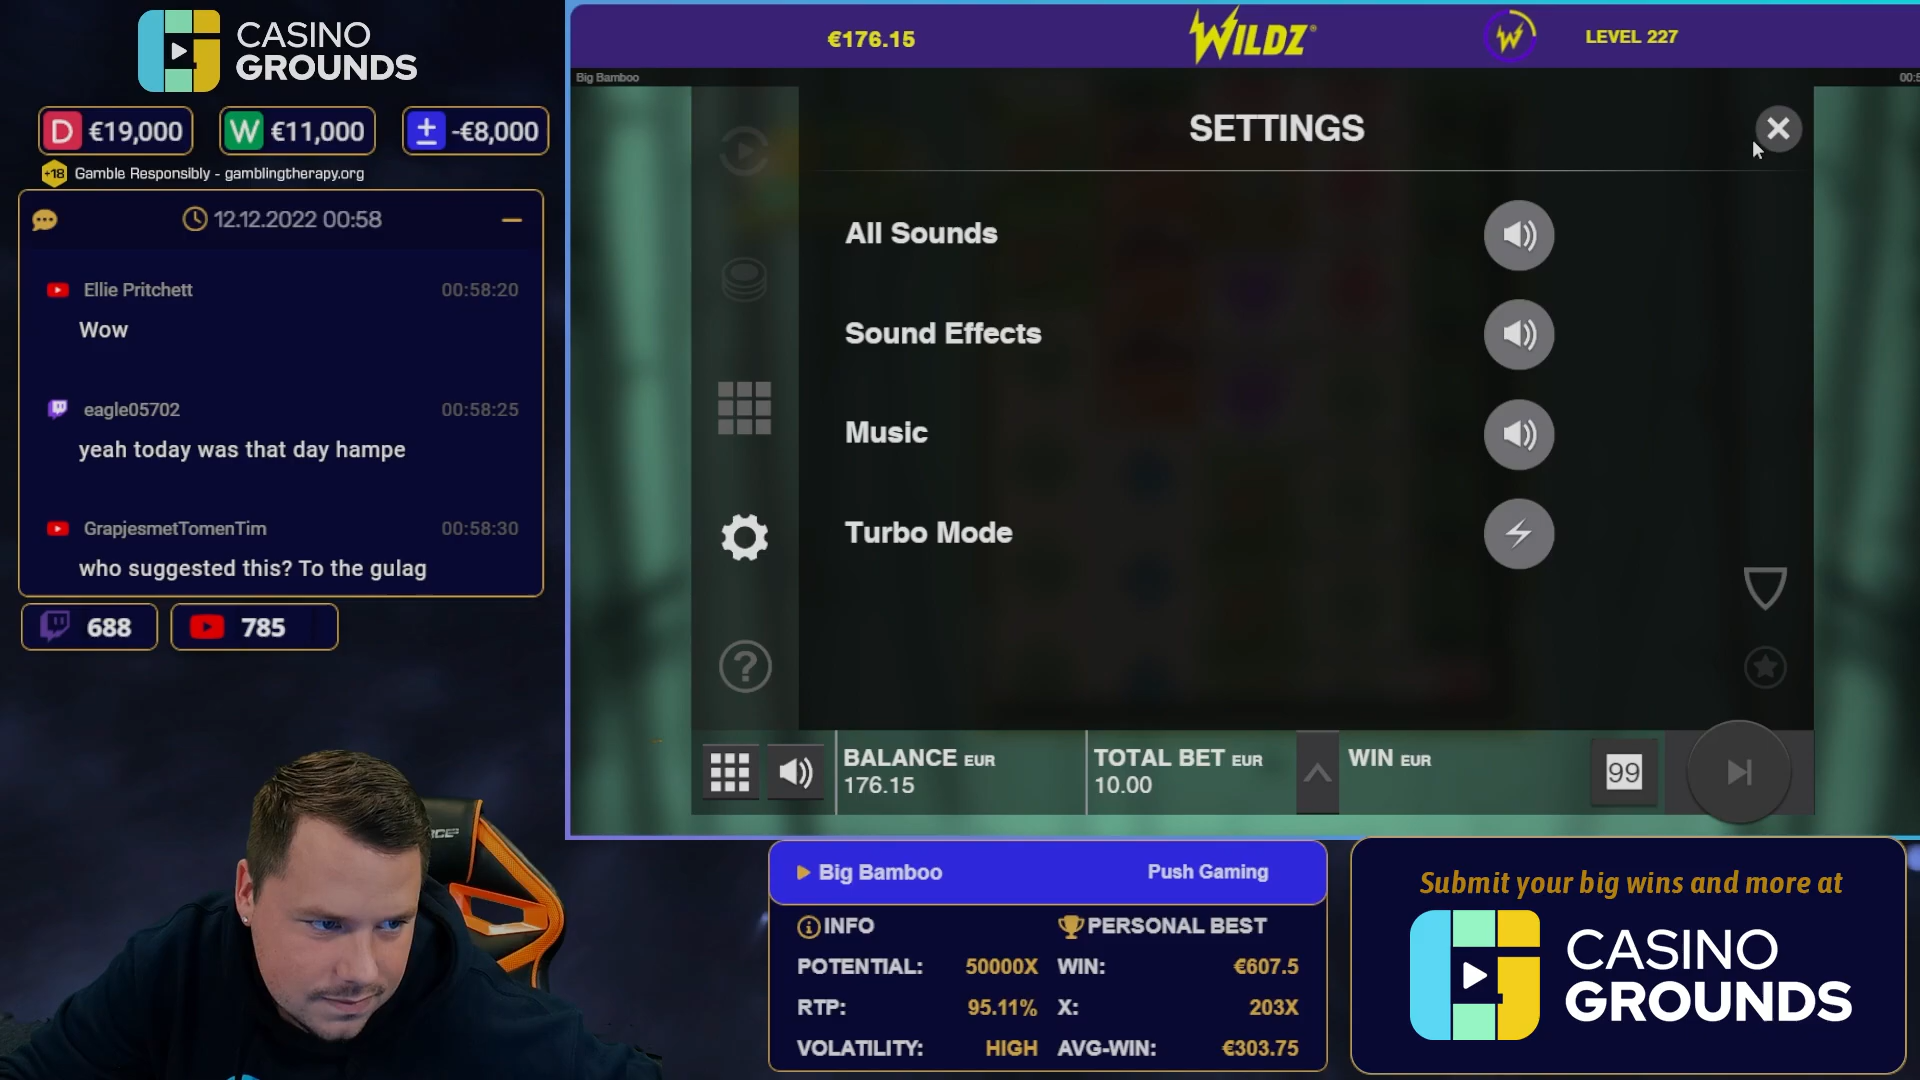 CASINO
GROUNDS
D €19,000 W €11,000 ± -€8,000
+18 Gamble Responsibly - gamblingtherapy.org
12.12.2022 00:58
Ellie Pritchett 00:58:20
Wow
eagle05702 00:58:25
yeah today was that day hampe
GrapjesmetTomenTim 00:58:30
who suggested this? To the gulag
688 785
€176.15 WILDZ LEVEL 227
Big Bamboo
SETTINGS
All Sounds
Sound Effects
Music
Turbo Mode
BALANCE EUR
176.15
TOTAL BET EUR
10.00
WIN EUR
99
Big Bamboo Push Gaming
INFO PERSONAL BEST
POTENTIAL: 50000X WIN: €607.5
RTP: 95.11% X: 203X
VOLATILITY: HIGH AVG-WIN: €303.75
Submit your big wins and more at
CASINO
GROUNDS